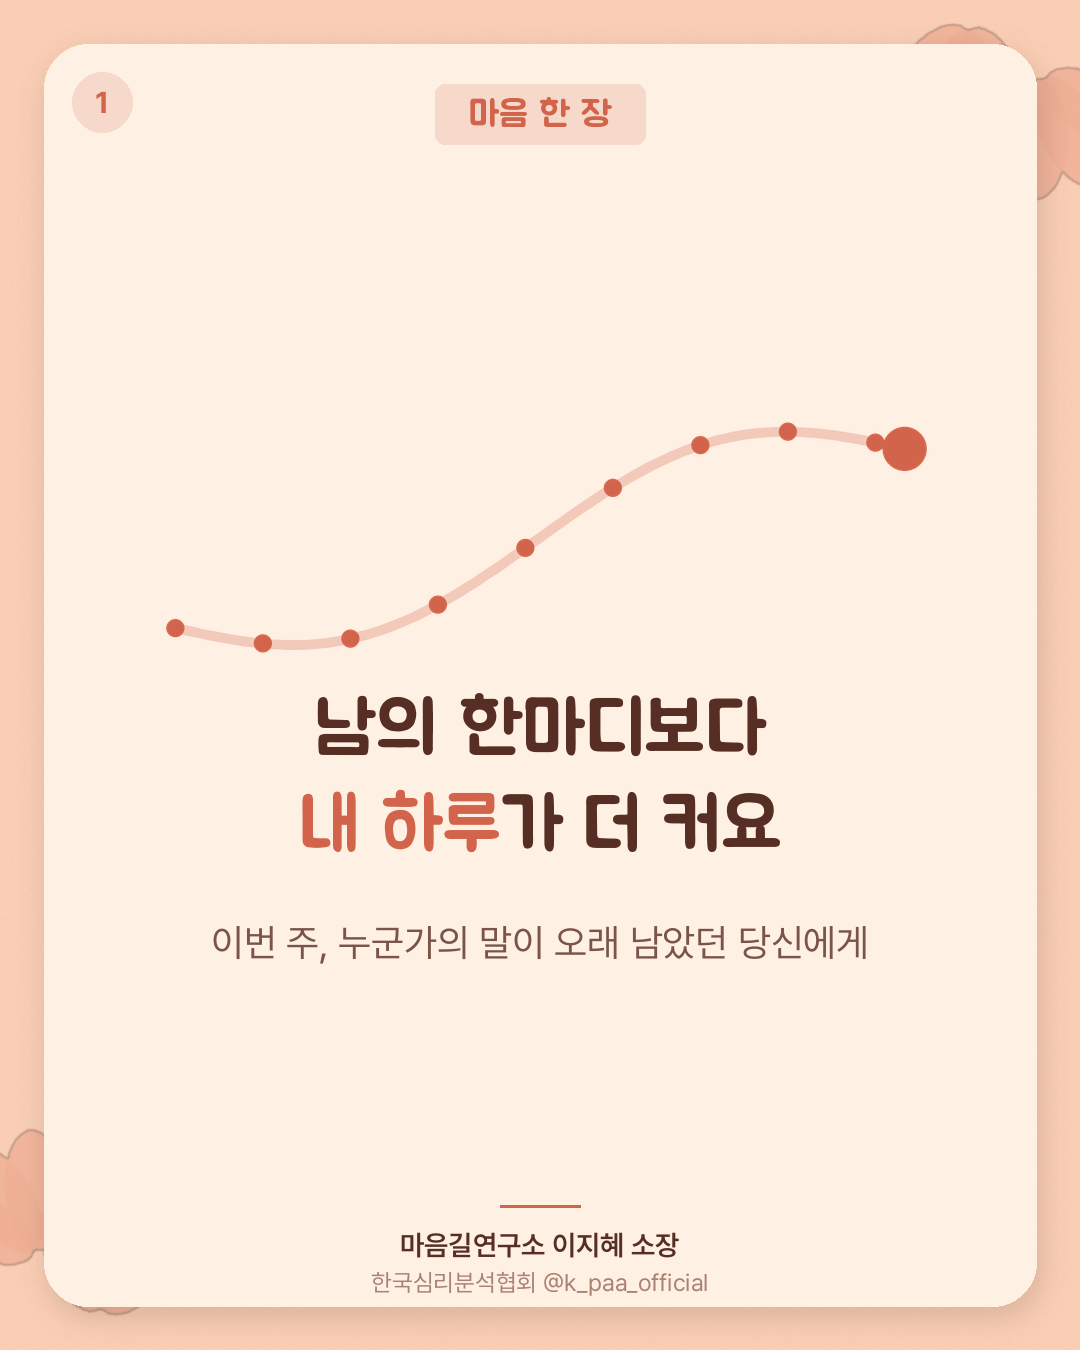 1
마음 한 장
남의 한마디보다
내 하루가 더 커요
이번 주, 누군가의 말이 오래 남았던 당신에게
마음길연구소 이지혜 소장
한국심리분석협회 @k_paa_official